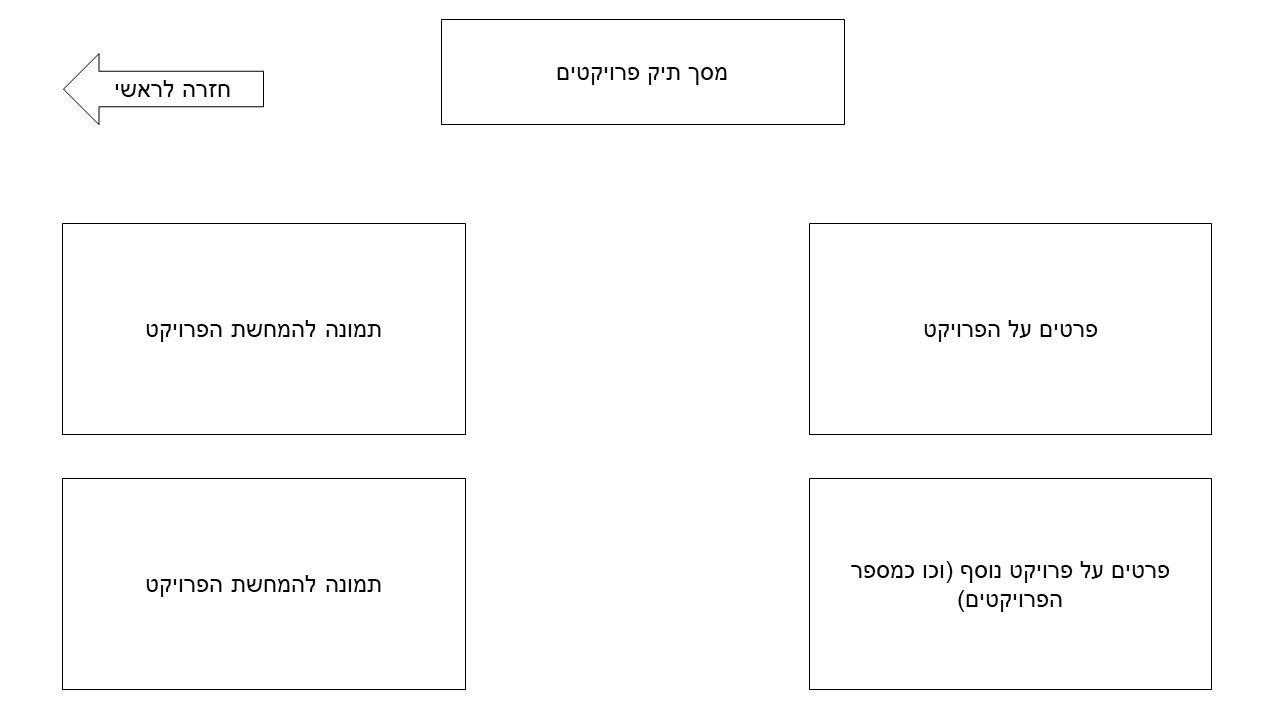 מסך תיק פרויקטים
חזרה לראשי
פרטים על הפרויקט
תמונה להמחשת הפרויקט
פרטים על פרויקט נוסף (וכו כמספר
הפרויקטים)
תמונה להמחשת הפרויקט